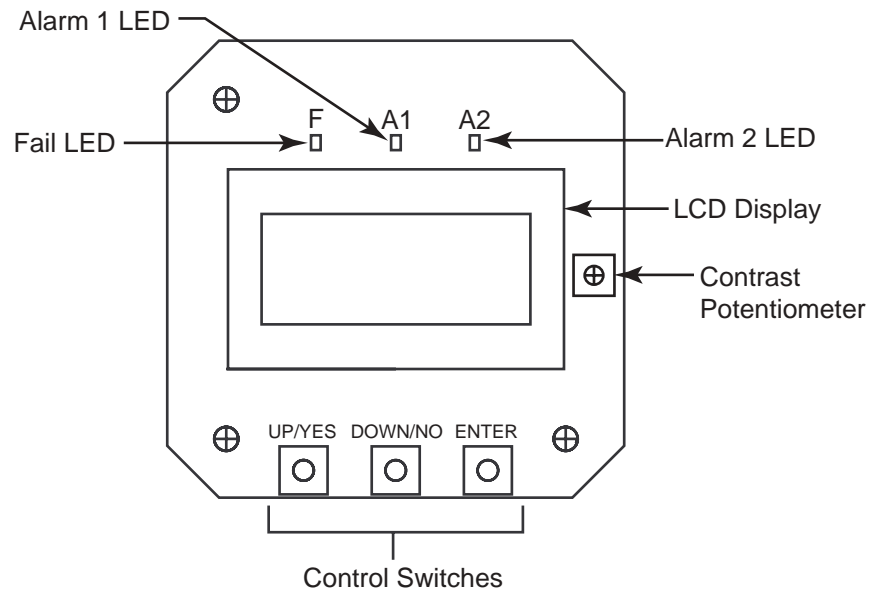 Alarm 1 LED
F A1 A2
Fail LED
Alarm 2 LED
LCD Display
Contrast
Potentiometer
UP/YES DOWN/NO ENTER
Control Switches